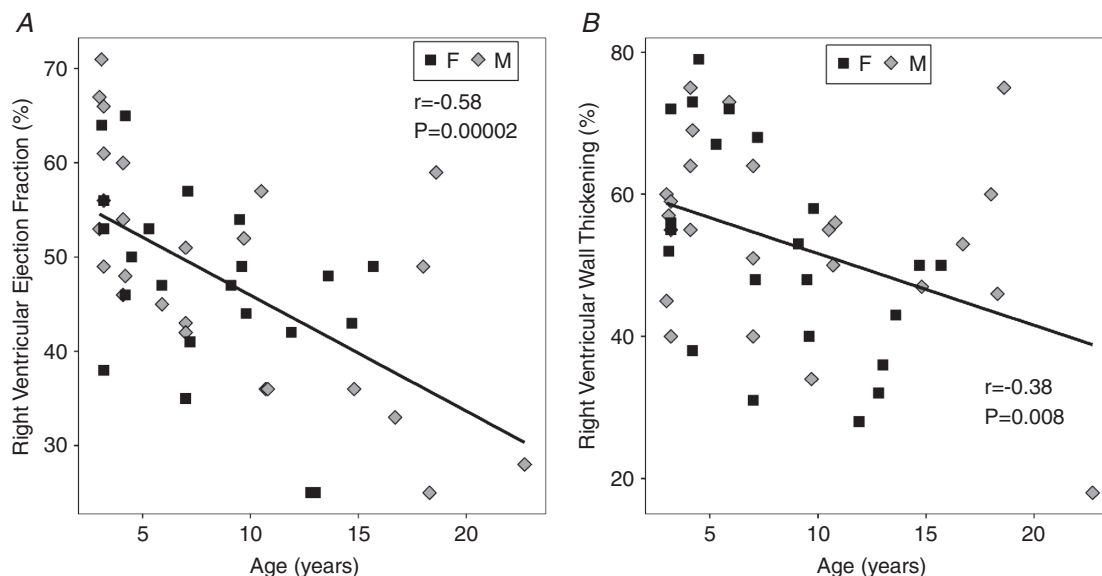 A
Right Ventricular Ejection Fraction (%)
70
60
50
40
30
F M
r=-0.58
P=0.00002
5 10 15 20
Age (years)
B
Right Ventricular Wall Thickening (%)
80
60
40
20
F M
r=-0.38
P=0.008
5 10 15 20
Age (years)